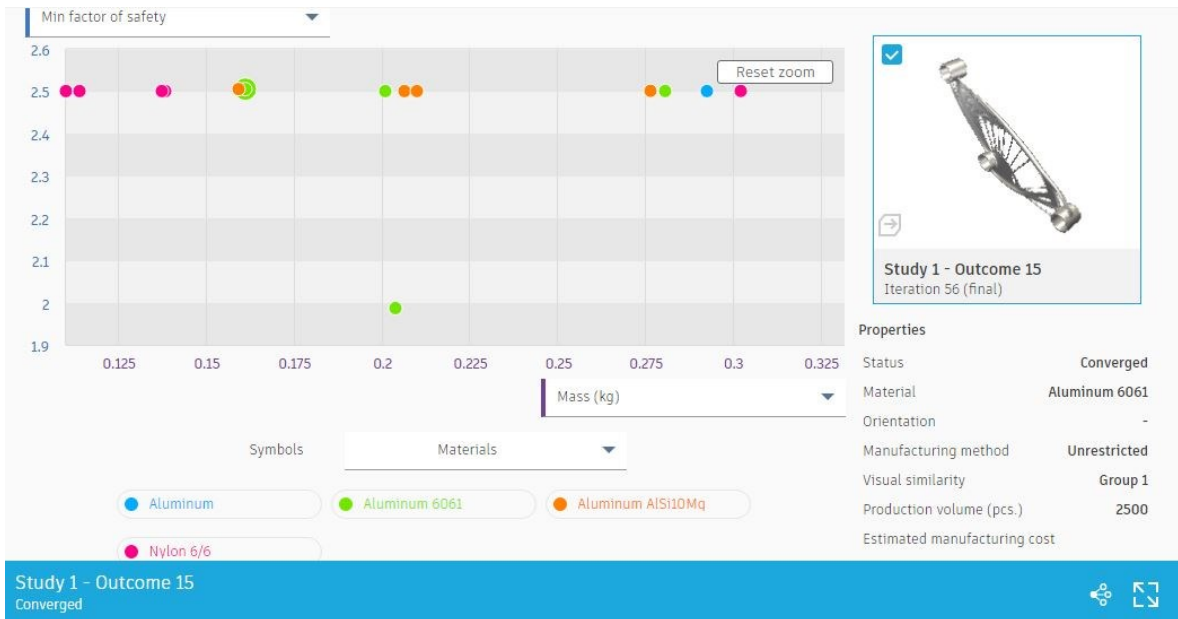 Min factor of safety
2.6
Reset zoom
2.5
2.4
2.3
2.2
2.1
2
1.9
0.125 0.15 0.175 0.2 0.225 0.25 0.275 0.3 0.325
Mass (kg)
Symbols Materials
Aluminum Aluminum 6061 Aluminum AlSi10Mg
Nylon 6/6
Study 1 - Outcome 15
Iteration 56 (final)
Properties
Status Converged
Material Aluminum 6061
Orientation -
Manufacturing method Unrestricted
Visual similarity Group 1
Production volume (pcs.) 2500
Estimated manufacturing cost
Study 1 - Outcome 15
Converged